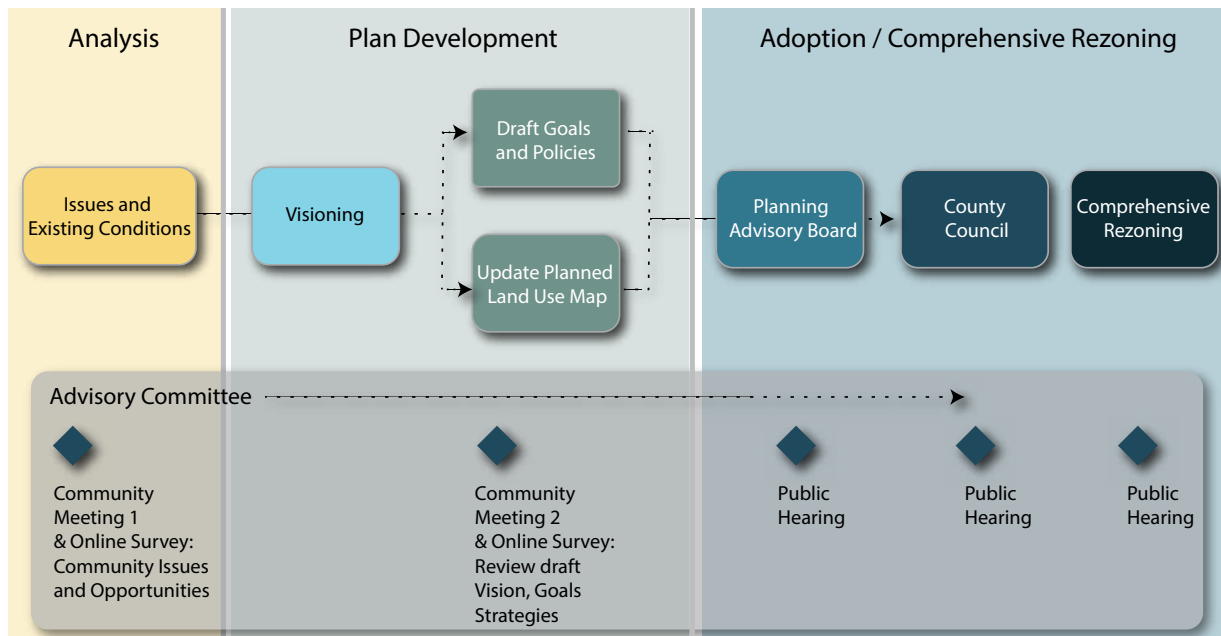 Analysis
Plan Development
Adoption / Comprehensive Rezoning
Issues and
Existing Conditions
Visioning
Draft Goals
and Policies
Update Planned
Land Use Map
Planning
Advisory Board
County
Council
Comprehensive
Rezoning
Advisory Committee
Community
Meeting 1
& Online Survey:
Community Issues
and Opportunities
Community
Meeting 2
& Online Survey:
Review draft
Vision, Goals
Strategies
Public
Hearing
Public
Hearing
Public
Hearing